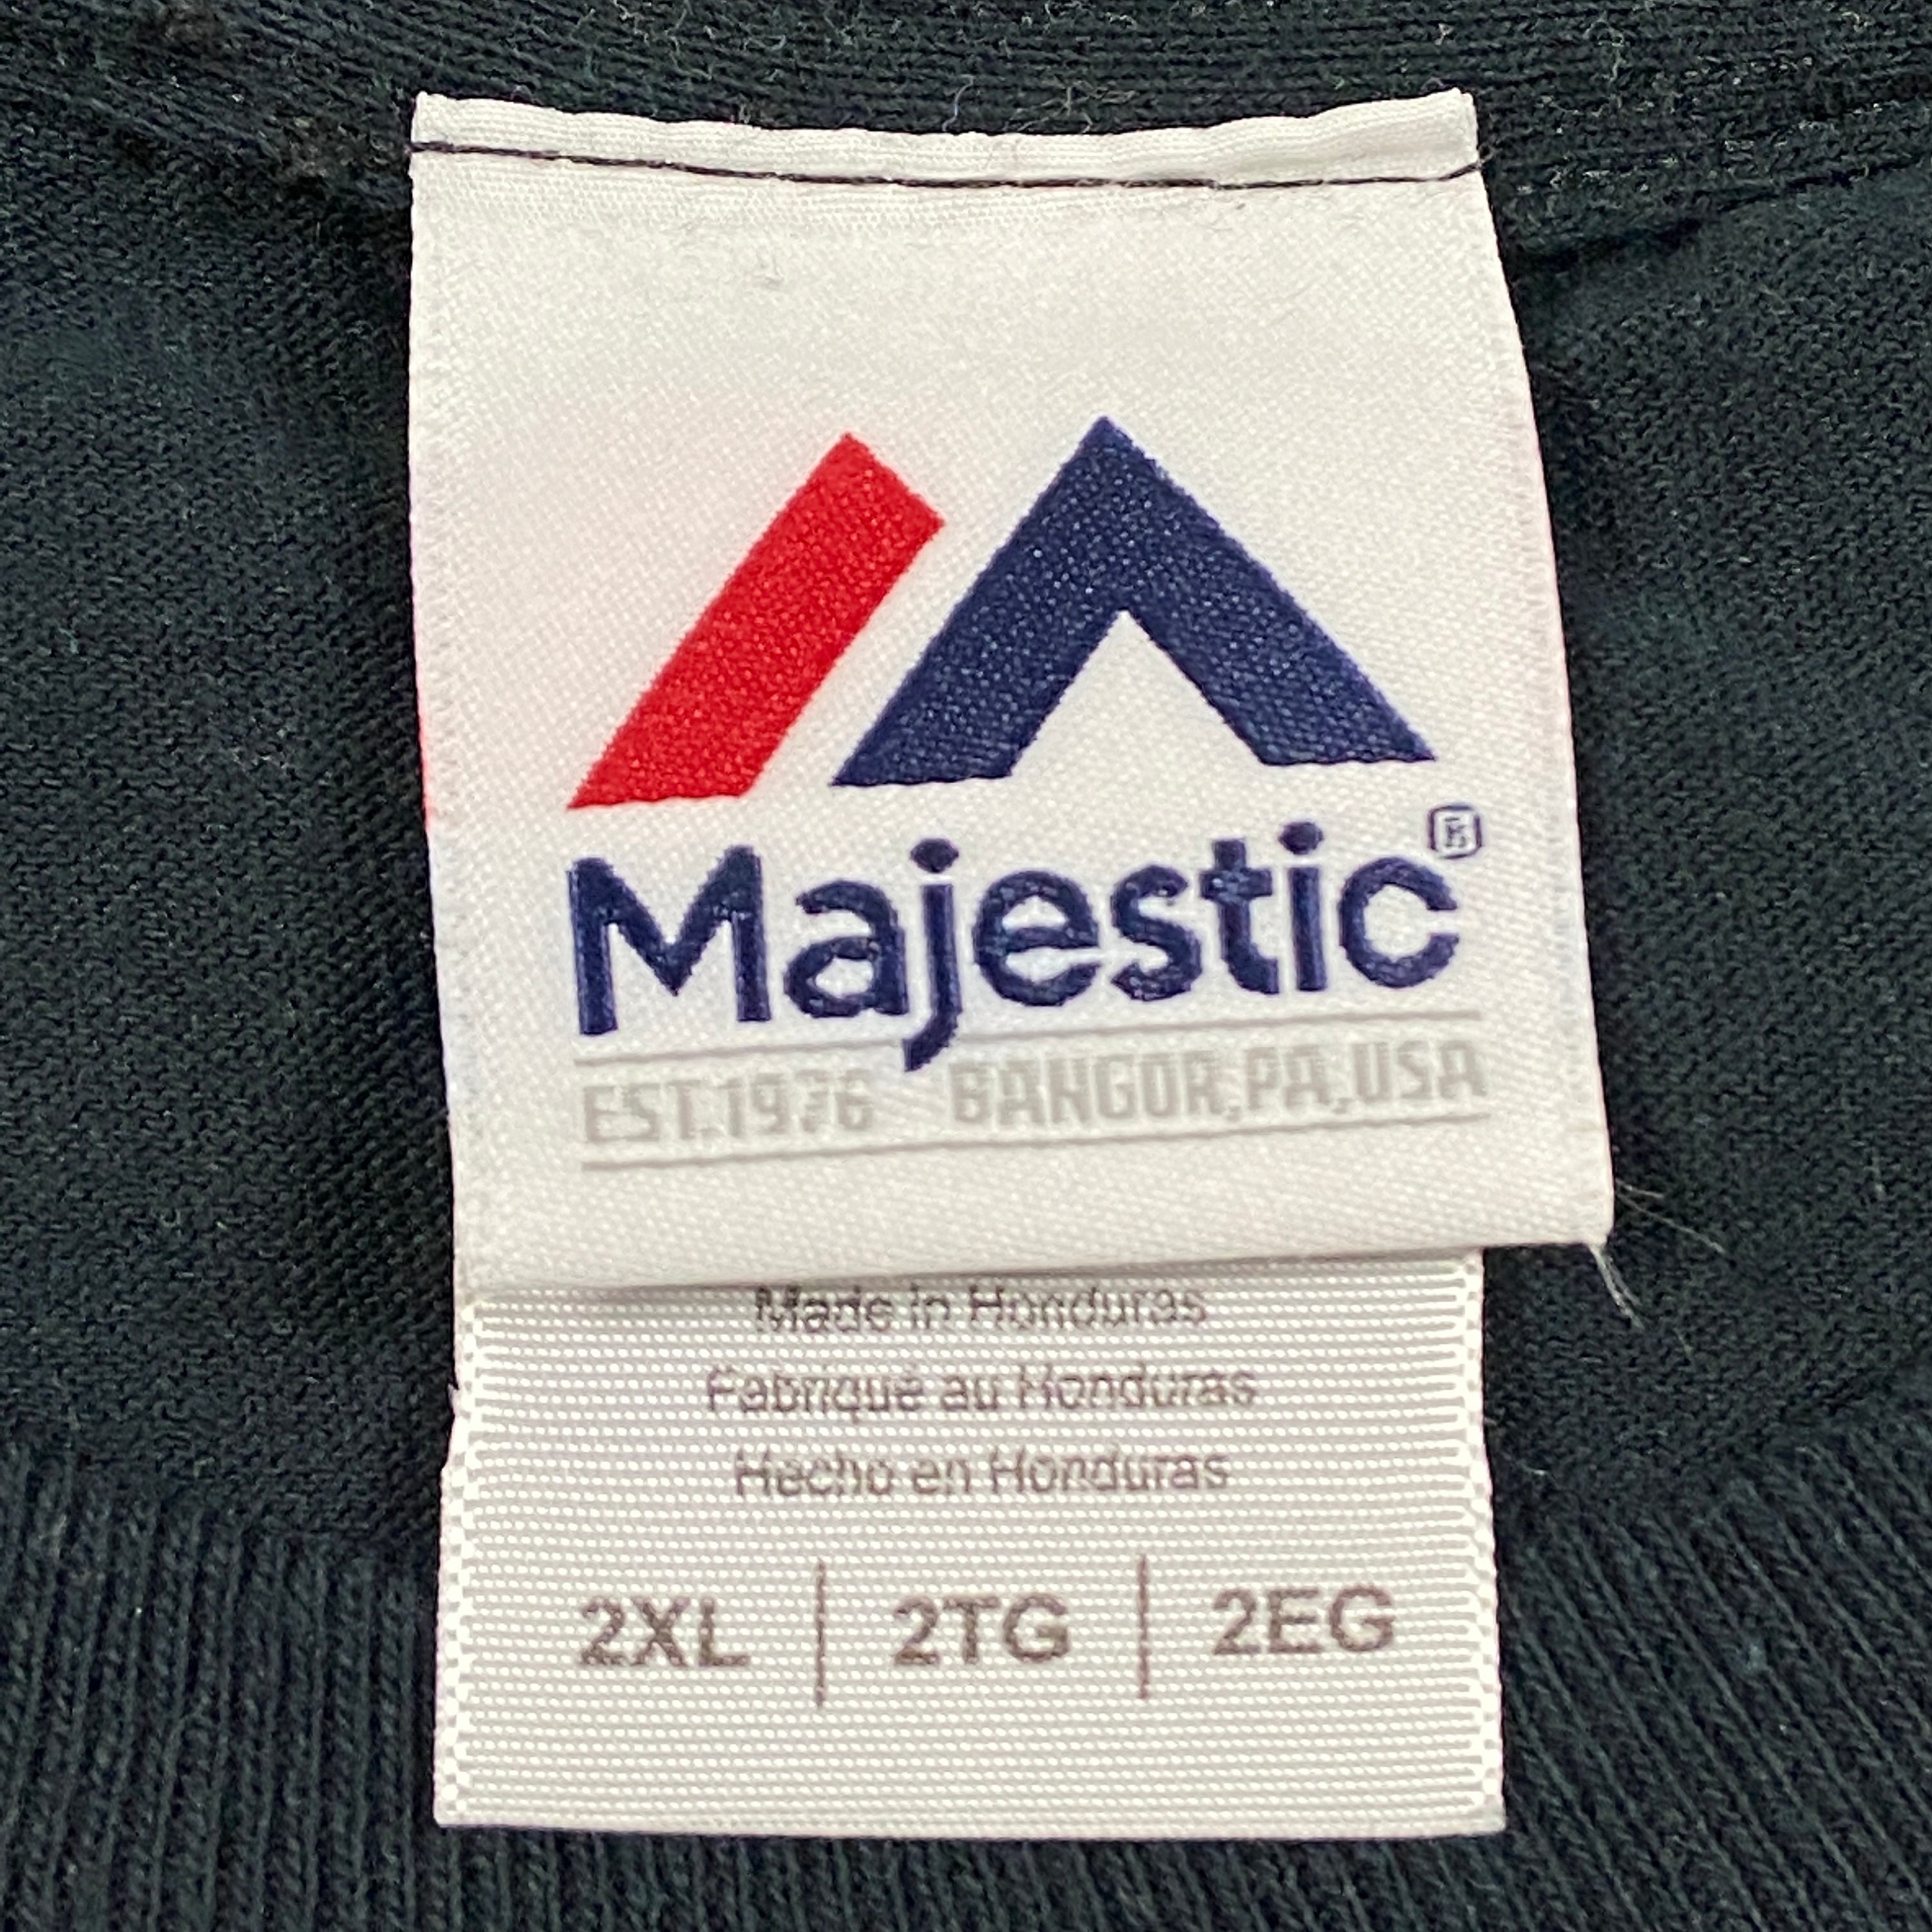 Majestic®
EST.1976 BANGOR,PA,USA
Made in Honduras
Fabriqué au Honduras
Hecho en Honduras
2XL | 2TG | 2EG